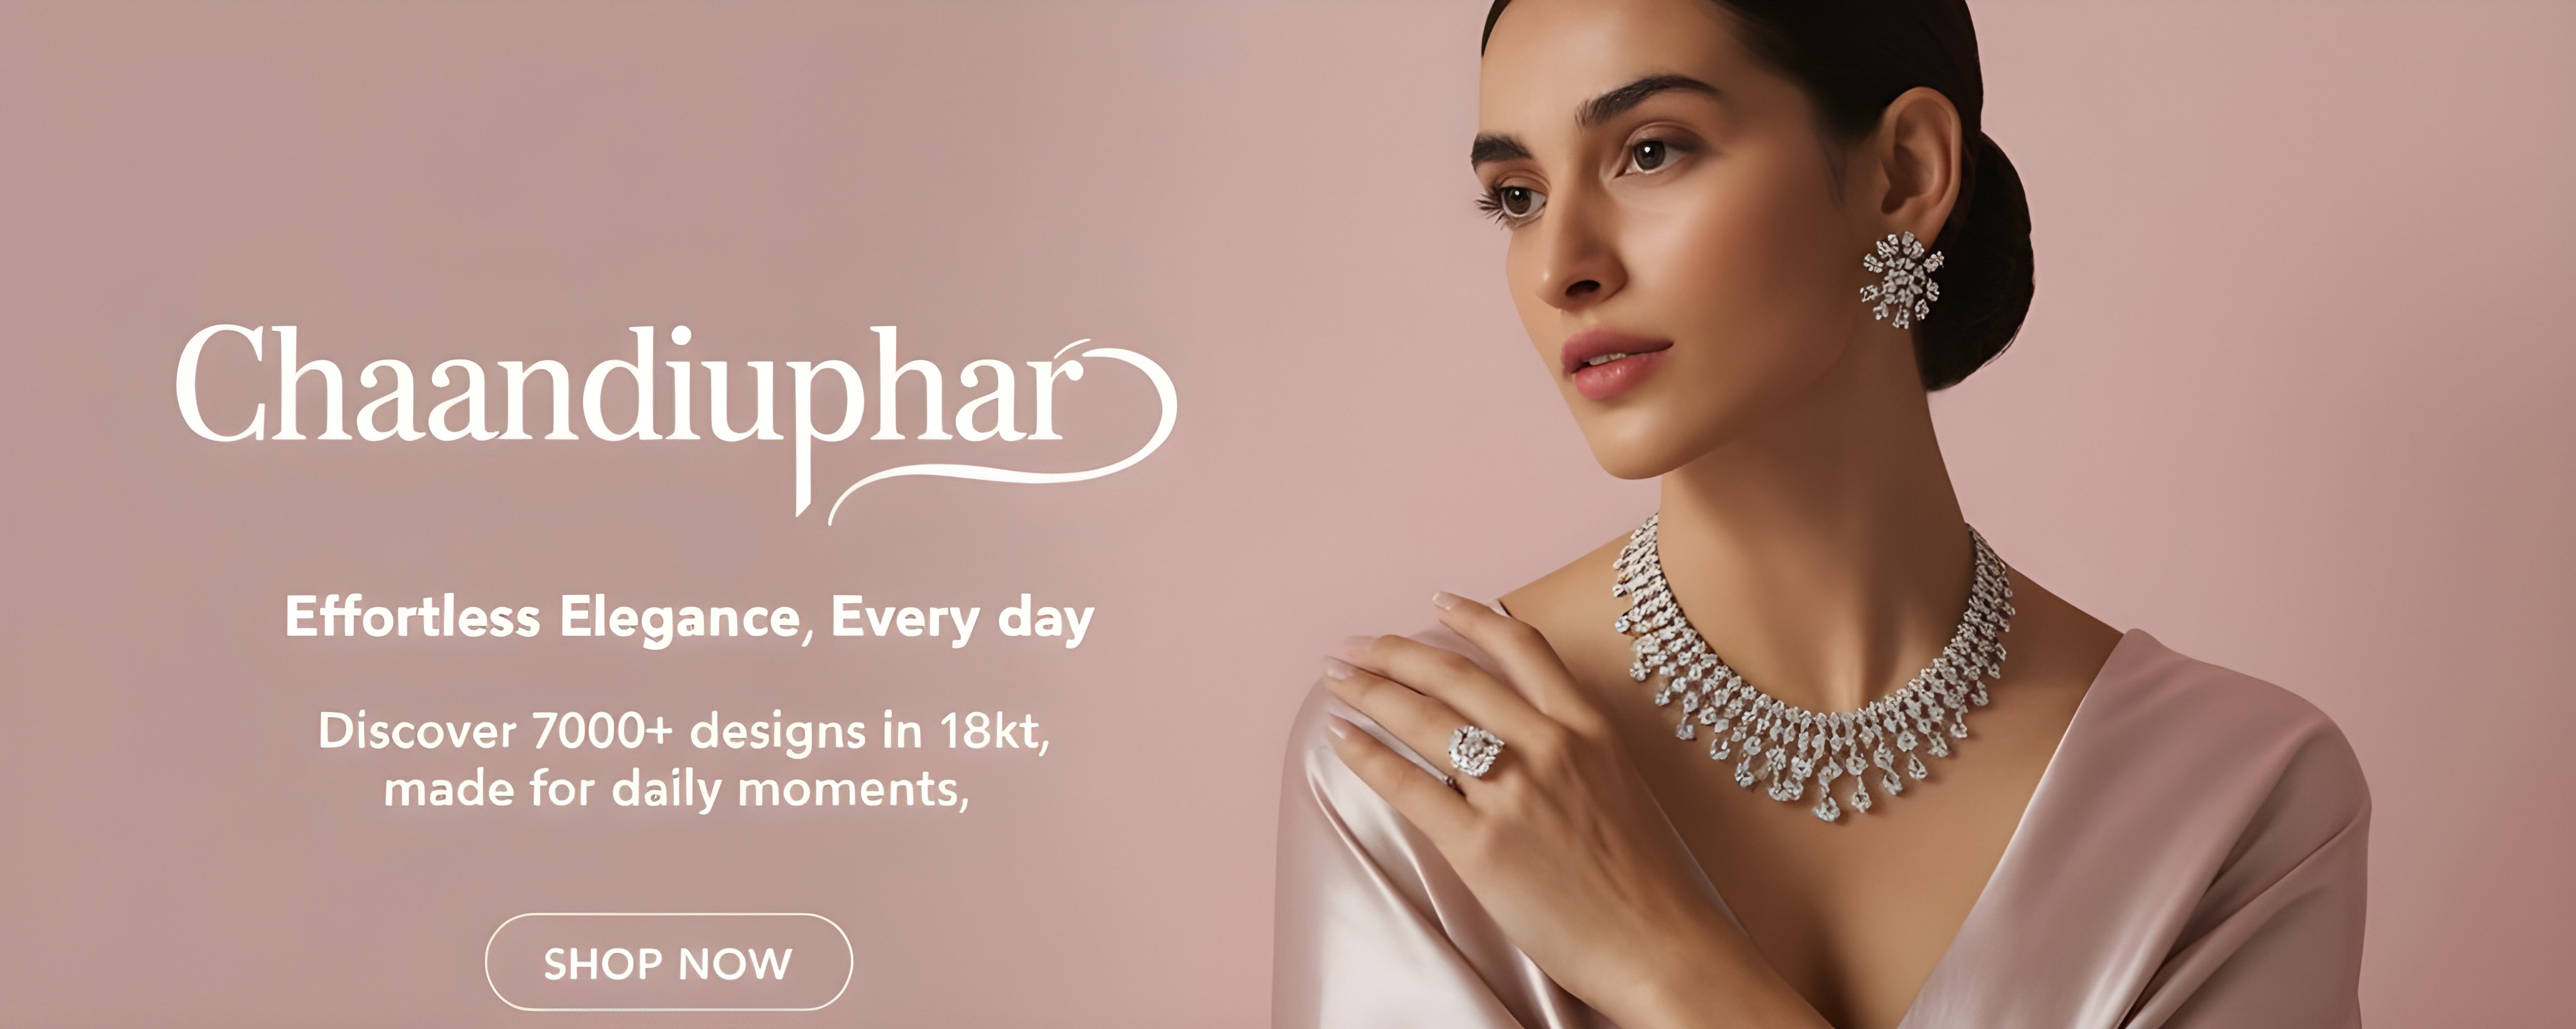 Chaandiuphar
Effortless Elegance, Every day
Discover 7000+ designs in 18kt,
made for daily moments,
SHOP NOW